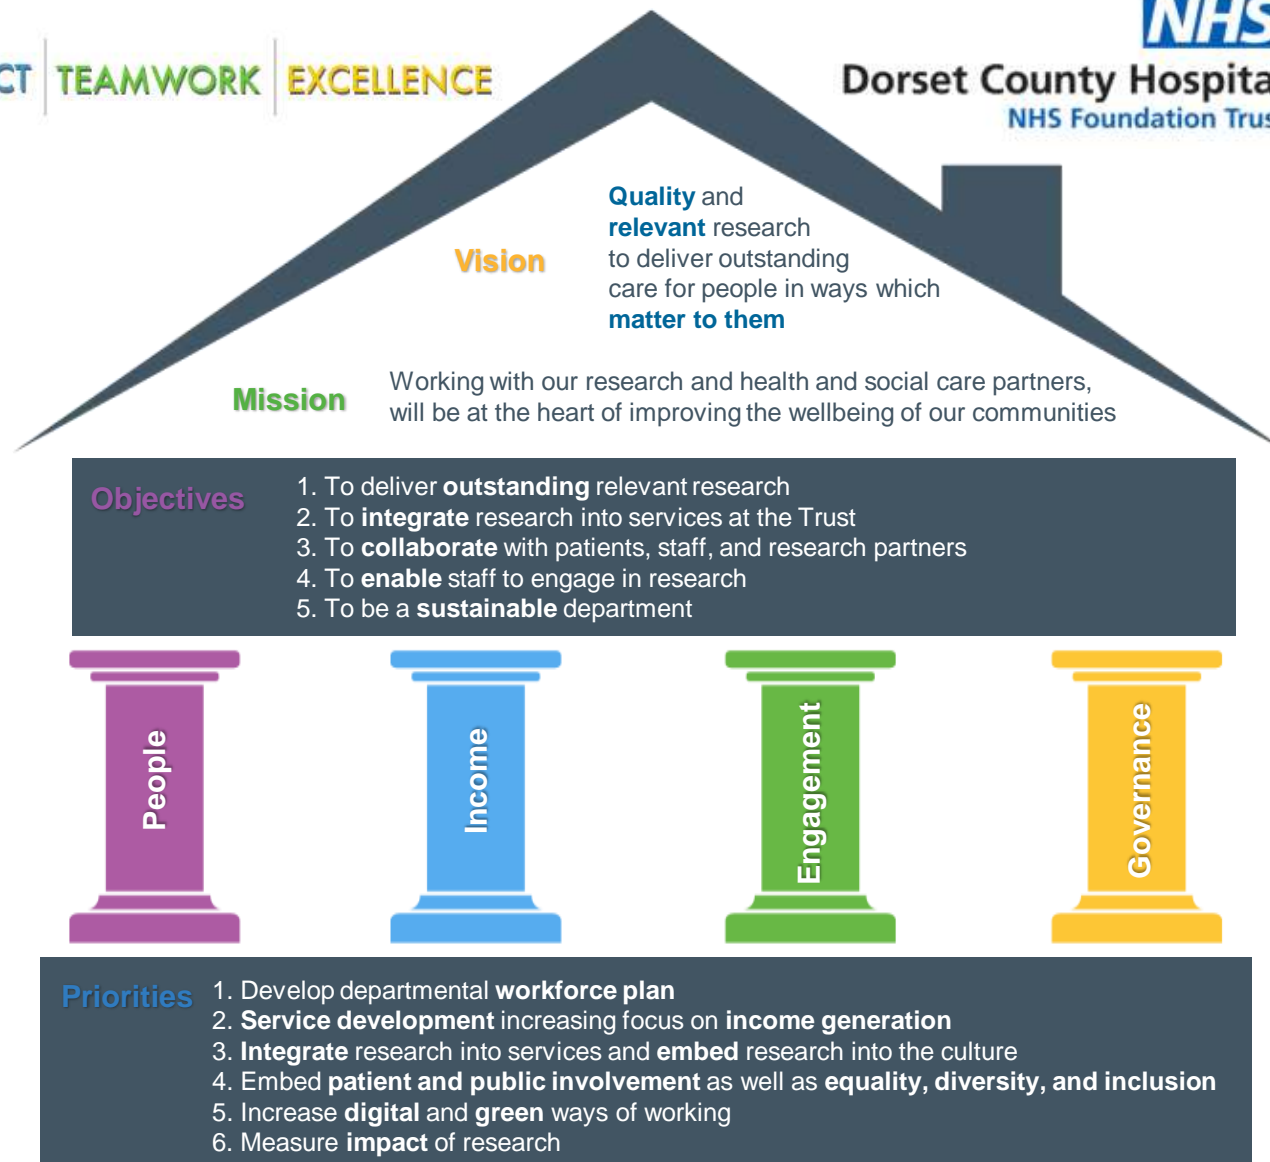 CT TEAMWORK EXCELLENCE
NHS
Dorset County Hospita
NHS Foundation Trus
Vision
Quality and
relevant research
to deliver outstanding
care for people in ways which
matter to them
Mission
Working with our research and health and social care partners,
will be at the heart of improving the wellbeing of our communities
Objectives
1. To deliver outstanding relevant research
2. To integrate research into services at the Trust
3. To collaborate with patients, staff, and research partners
4. To enable staff to engage in research
5. To be a sustainable department
People
Income
Engagement
Governance
Priorities
1. Develop departmental workforce plan
2. Service development increasing focus on income generation
3. Integrate research into services and embed research into the culture
4. Embed patient and public involvement as well as equality, diversity, and inclusion
5. Increase digital and green ways of working
6. Measure impact of research